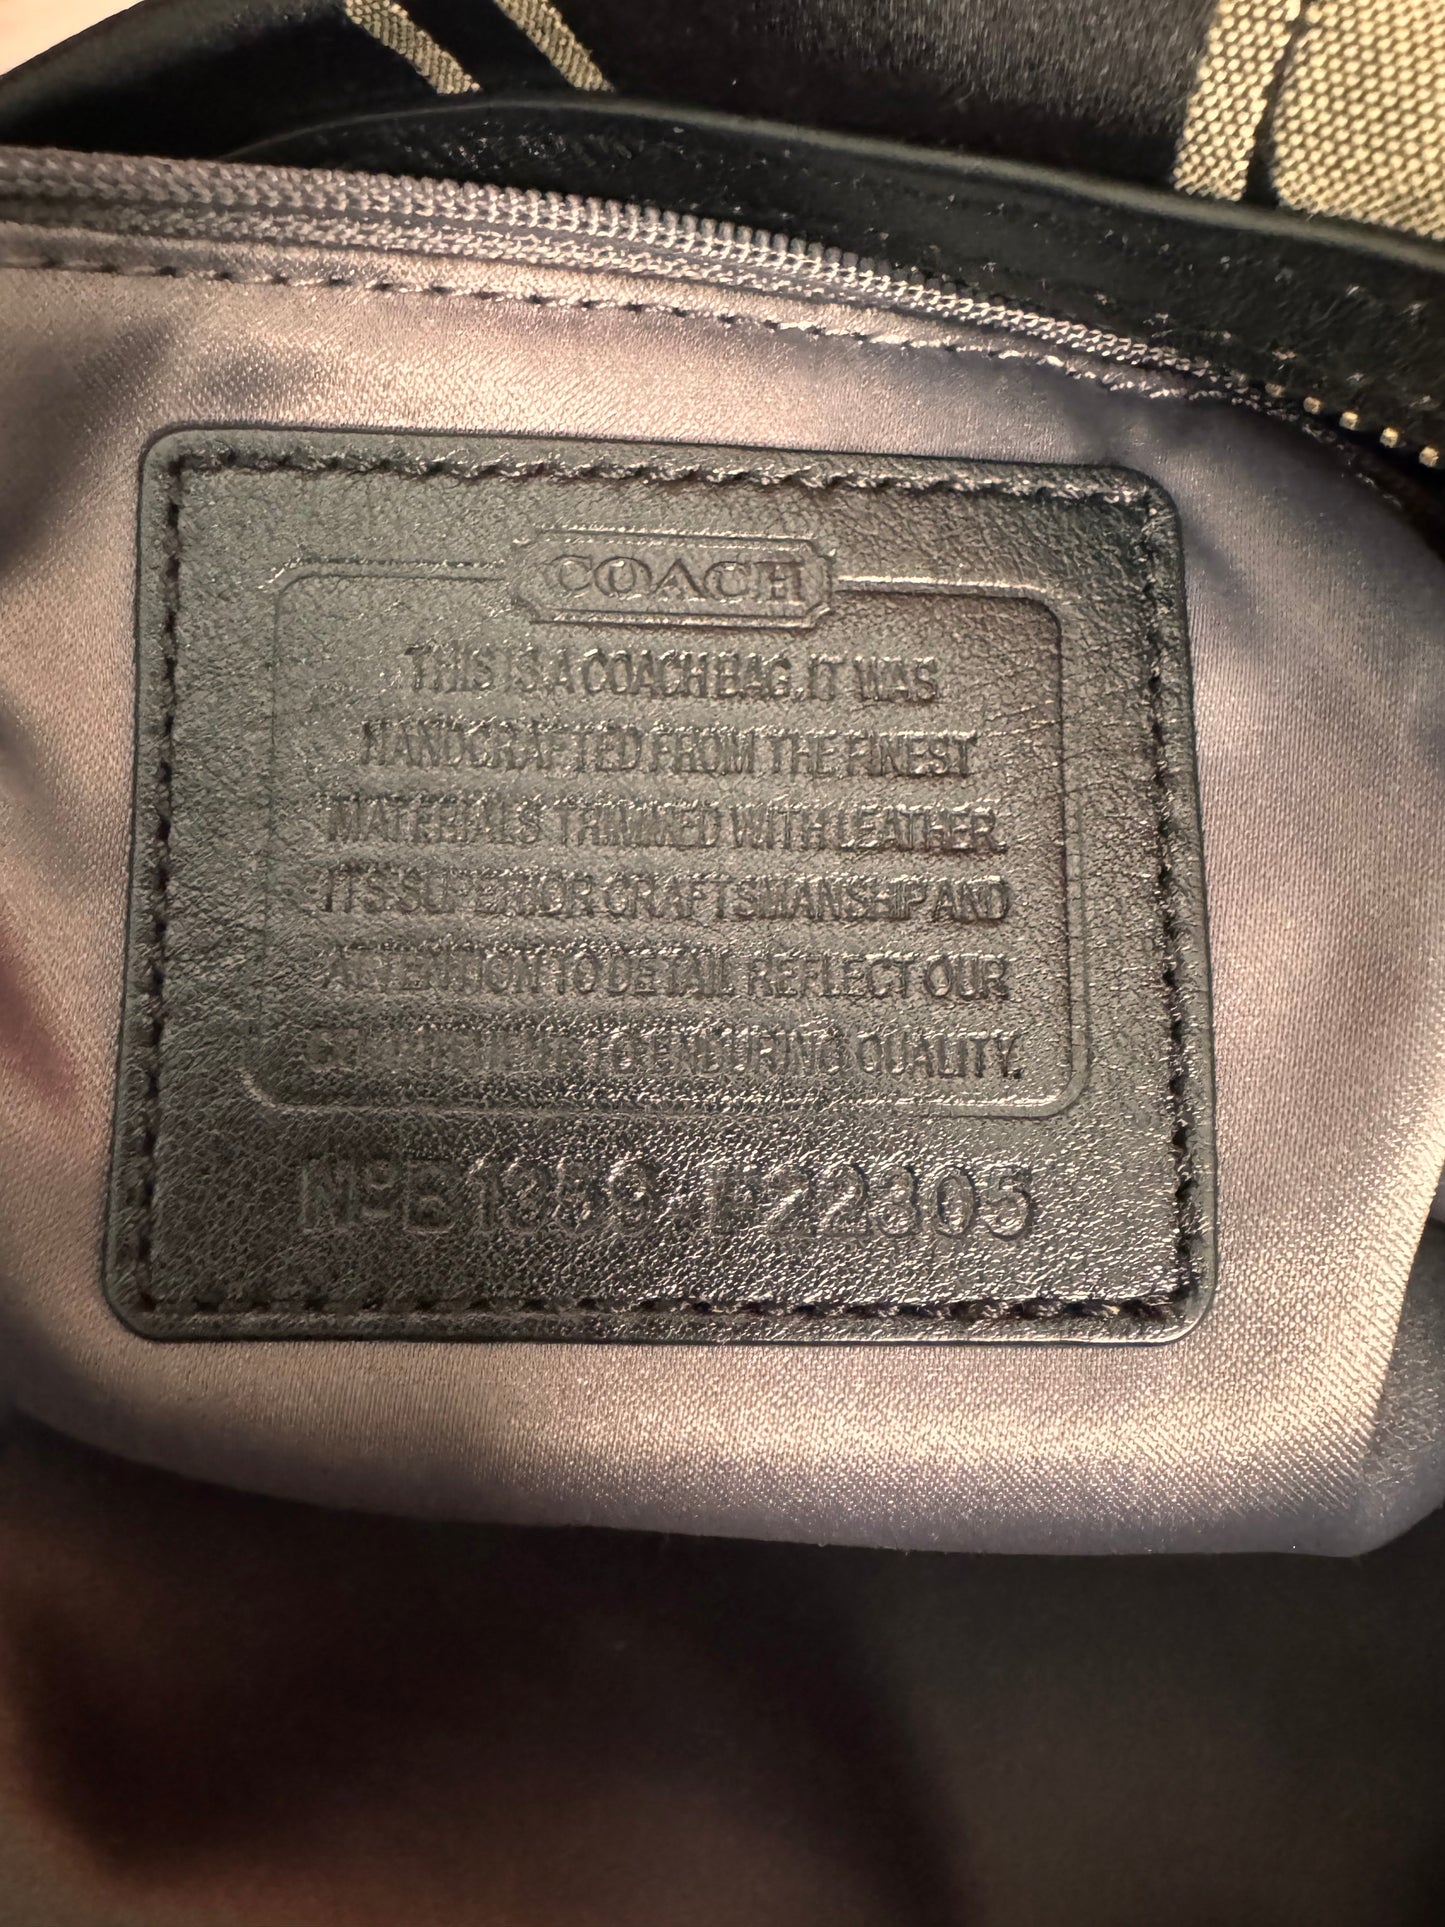 COACH
THIS IS A COACH BAG. IT WAS
HANDCRAFTED FROM THE FINEST
MATERIALS TRIMMED WITH LEATHER.
ITS SUPERIOR CRAFTSMANSHIP AND
ATTENTION TO DETAIL REFLECT OUR
TO ENDURING QUALITY.